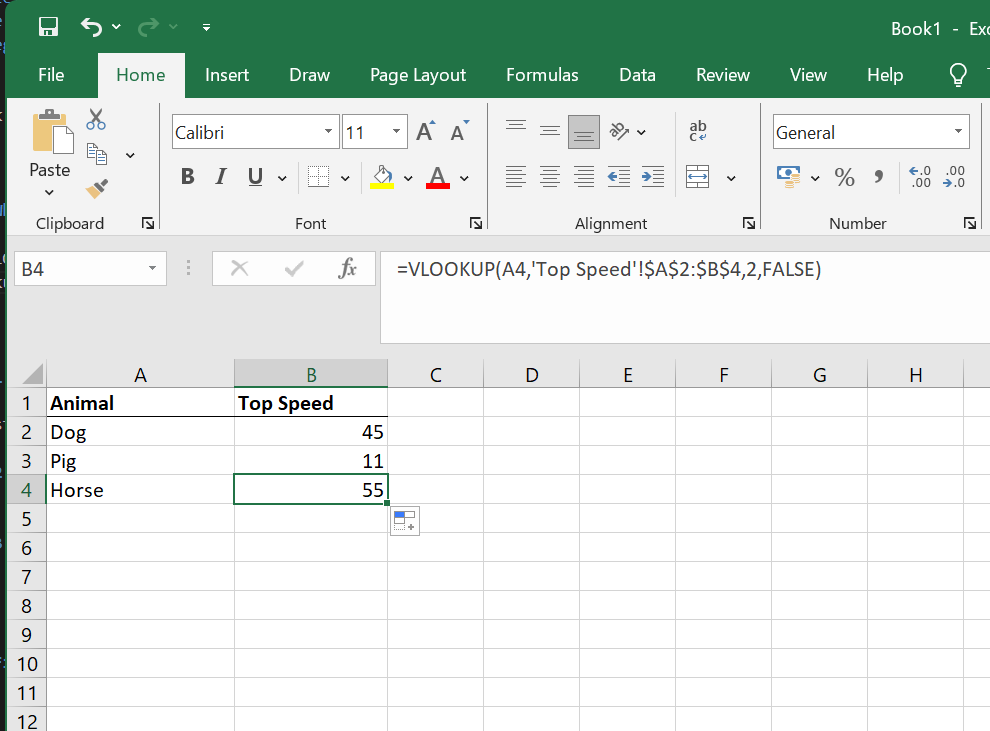 Book1 - Exc
File Home Insert Draw Page Layout Formulas Data Review View Help
Calibri 11 A A ab General
Paste B I U A % 9 .0 .00 .00 .0
Clipboard Font Alignment Number
B4 fx =VLOOKUP(A4,'Top Speed'!$A$2:$B$4,2,FALSE)
A B C D E F G H
1 Animal Top Speed
2 Dog 45
3 Pig 11
4 Horse 55
5
6
7
8
9
10
11
12